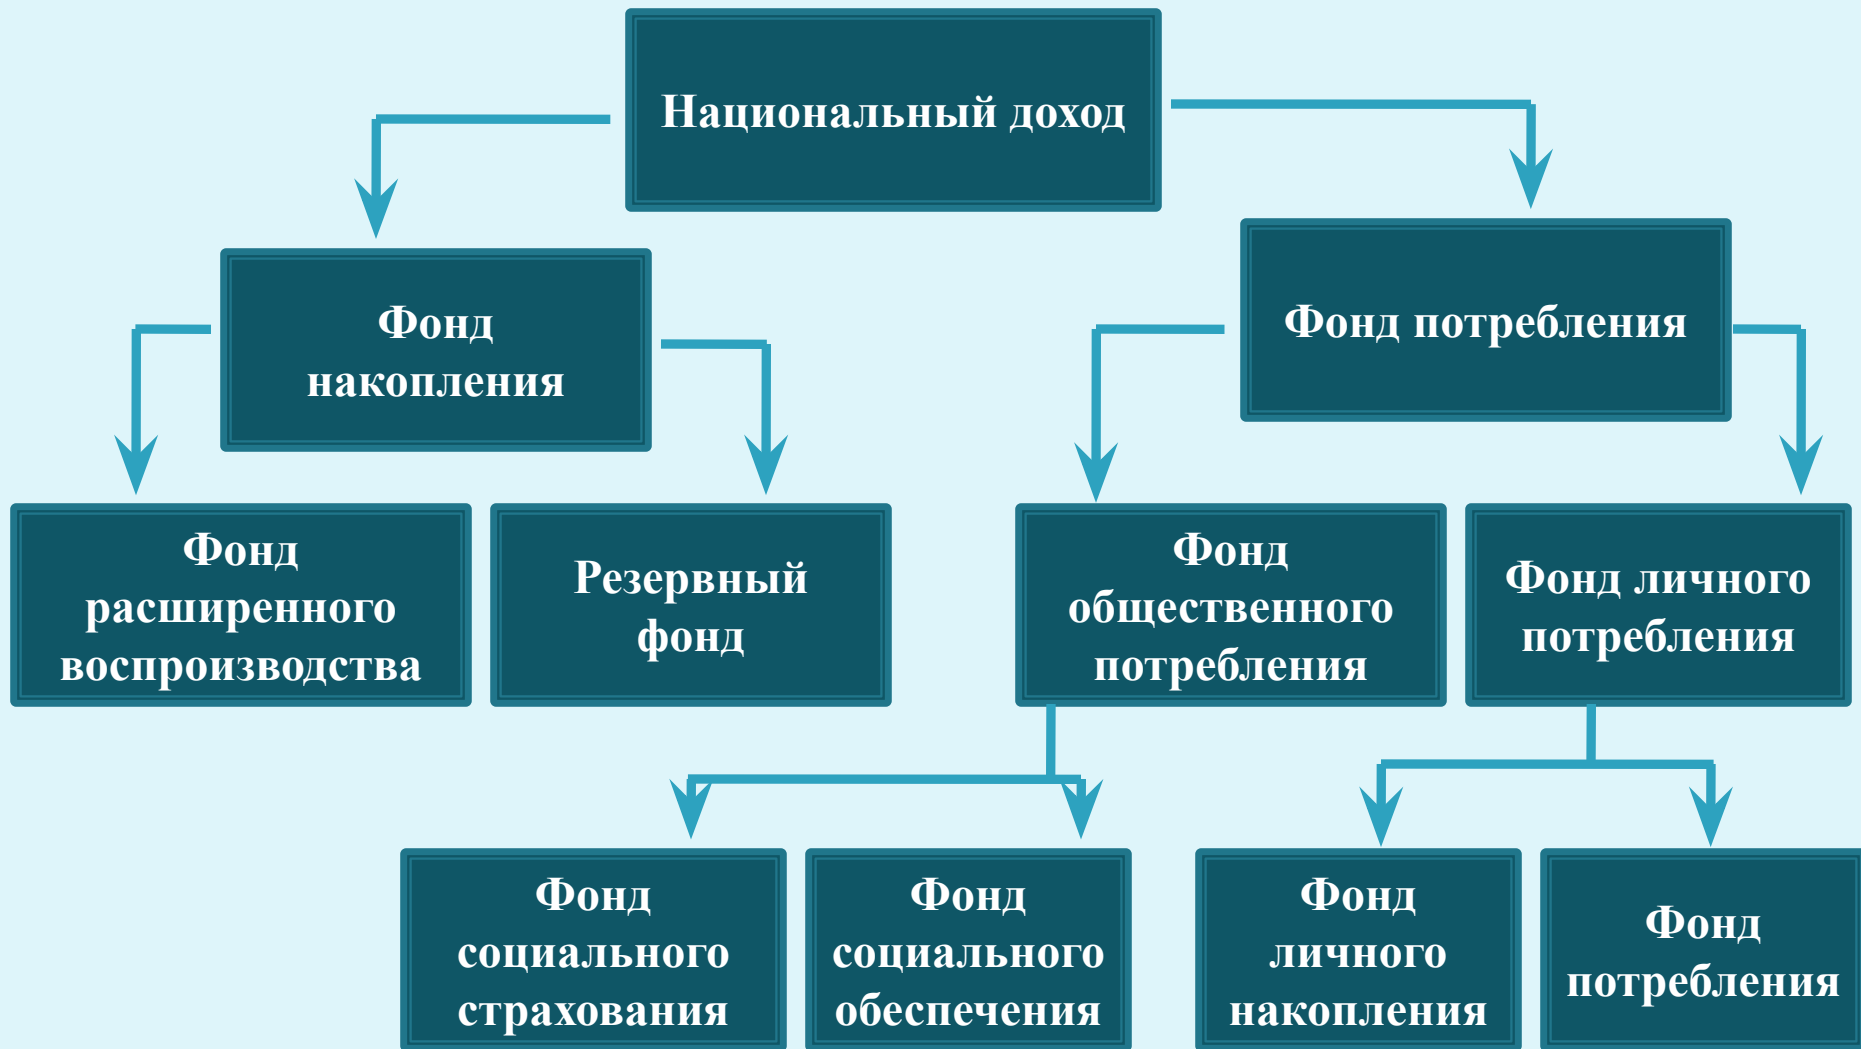 Национальный доход
Фонд
накопления
Фонд потребления
Фонд
расширенного
воспроизводства
Резервный
фонд
Фонд
общественного
потребления
Фонд личного
потребления
Фонд
социального
страхования
Фонд
социального
обеспечения
Фонд
личного
накопления
Фонд
потребления